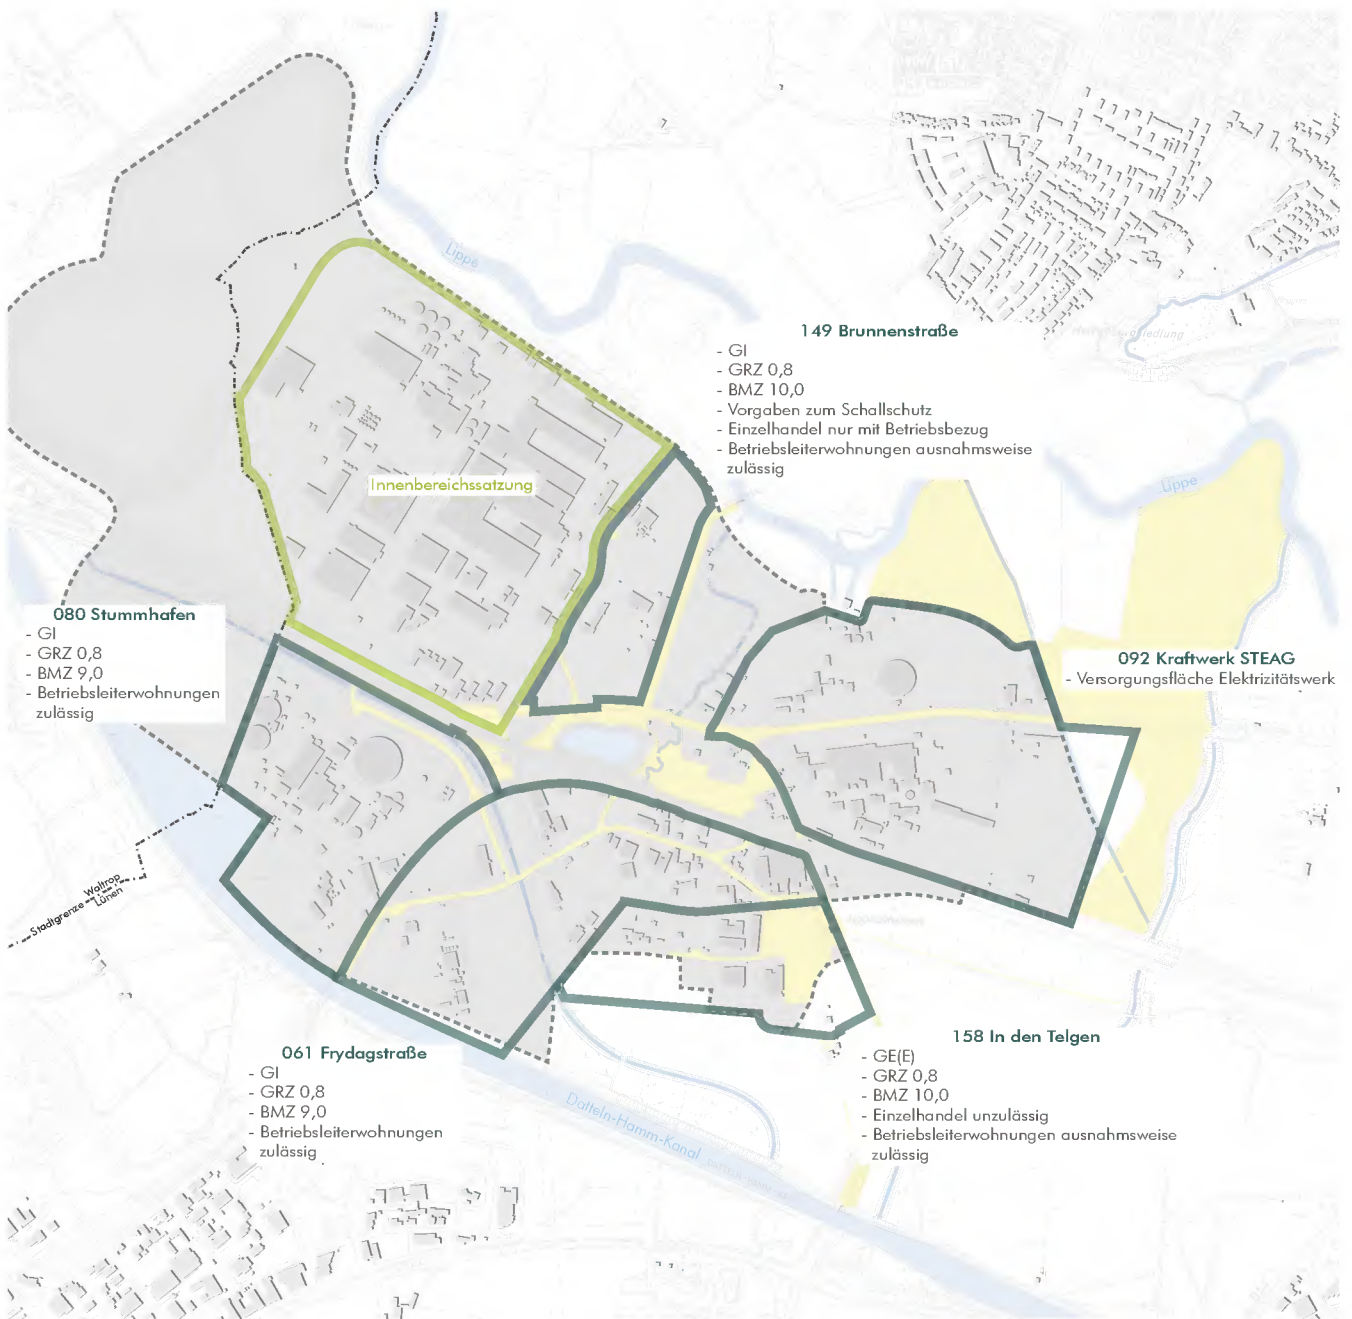 Lippe
149 Brunnenstraße
- GI
- GRZ 0,8
- BMZ 10,0
- Vorgaben zum Schallschutz
- Einzelhandel nur mit Betriebsbezug
- Betriebsleiterwohnungen ausnahmsweise
zulässig
Innenbereichssatzung
Lippe
080 Stummhafen
- GI
- GRZ 0,8
- BMZ 9,0
- Betriebsleiterwohnungen
zulässig
092 Kraftwerk STEAG
- Versorgungsfläche Elektrizitätswerk
Stadtgrenze
Waltrop
Lünen
061 Frydagstraße
- GI
- GRZ 0,8
- BMZ 9,0
- Betriebsleiterwohnungen
zulässig
158 In den Telgen
- GE(E)
- GRZ 0,8
- BMZ 10,0
- Einzelhandel unzulässig
- Betriebsleiterwohnungen ausnahmsweise
zulässig
Datteln-Hamm-Kanal